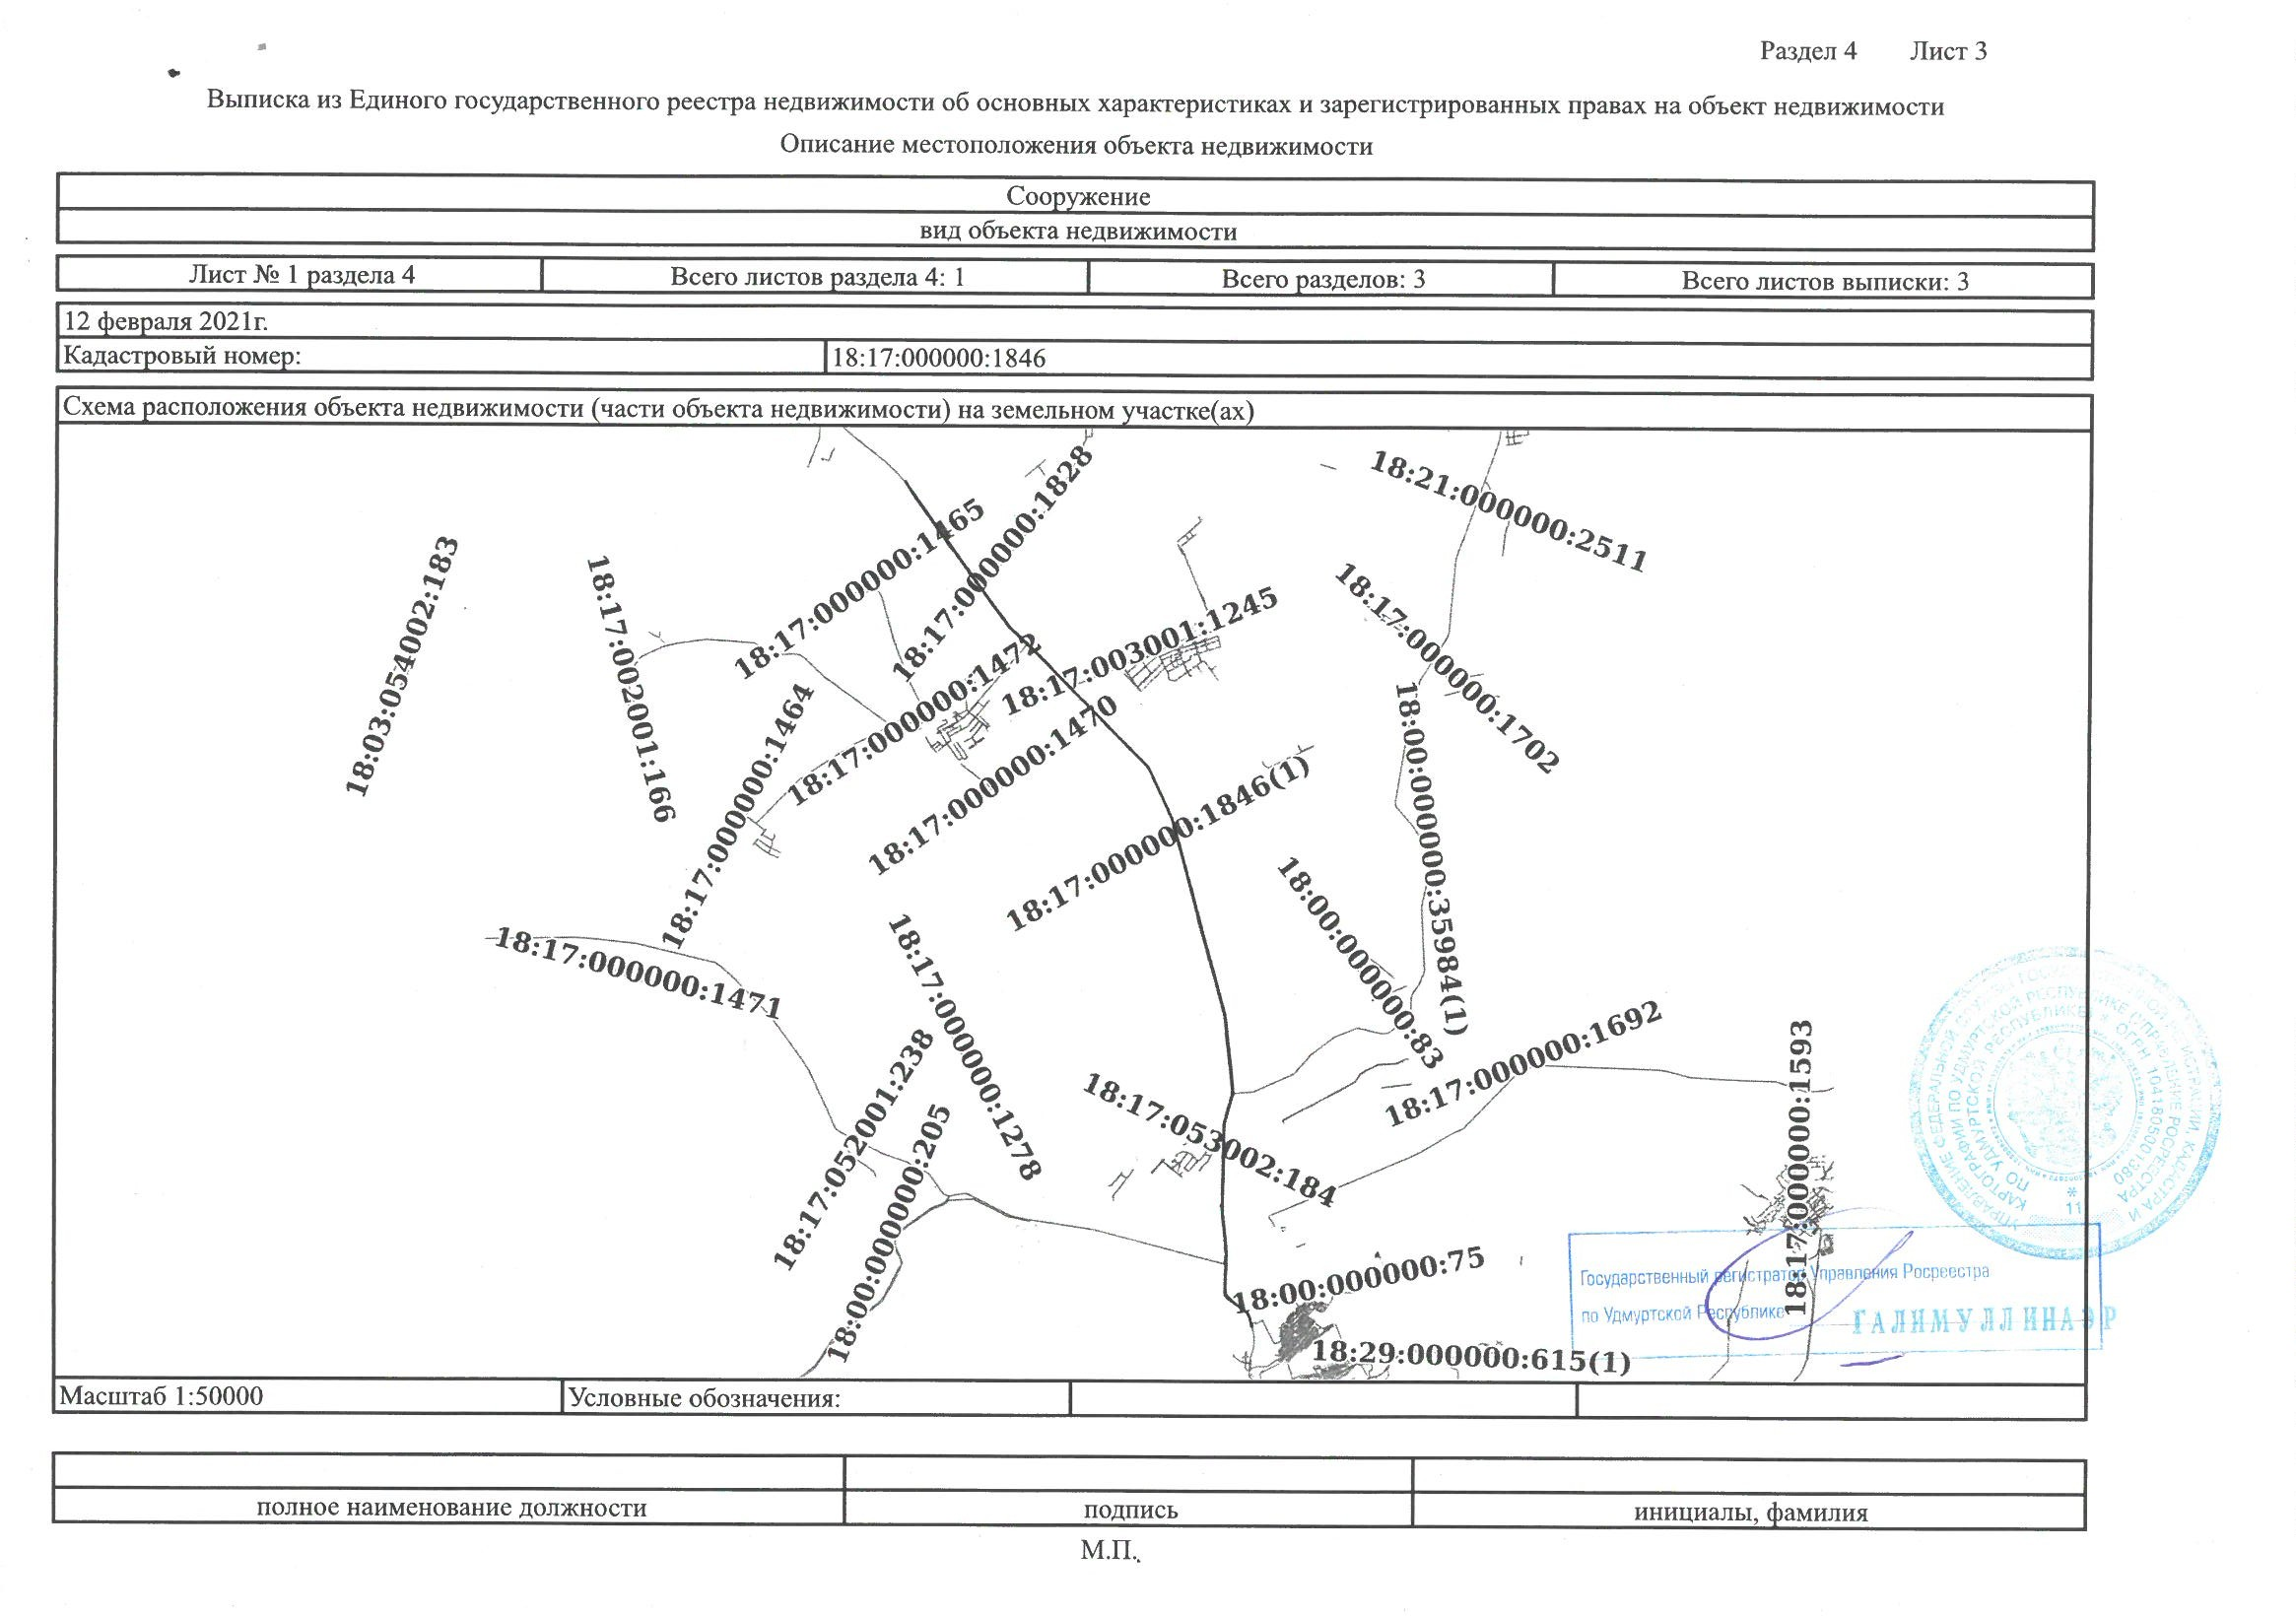 Раздел 4 Лист 3
Выписка из Единого государственного реестра недвижимости об основных характеристиках и зарегистрированных правах на объект недвижимости
Описание местоположения объекта недвижимости
Сооружение
вид объекта недвижимости
Лист № 1 раздела 4 Всего листов раздела 4: 1 Всего разделов: 3 Всего листов выписки: 3
12 февраля 2021г.
Кадастровый номер: 18:17:000000:1846
Схема расположения объекта недвижимости (части объекта недвижимости) на земельном участке(ах)
18:03:054002:183
18:17:002001:166
18:17:000000:1465
18:17:000000:1828
18:21:000000:2511
18:17:003001:1245
18:17:000000:1702
18:17:000000:1472
18:17:000000:1464
18:17:000000:1470
18:17:000000:1846(1)
18:00:000000:35984(1)
18:00:000000:83
18:17:000000:1471
18:17:000000:1278
18:17:052001:238
18:00:000000:205
18:17:053002:184
18:17:000000:1692
18:17:000000:1593
18:00:000000:75
18:29:000000:615(1)
Государственный регистратор Управления Росреестра
по Удмуртской Республике ГАЛИМУЛЛИНА Э Р
Масштаб 1:50000 Условные обозначения:
полное наименование должности подпись инициалы, фамилия
М.П.